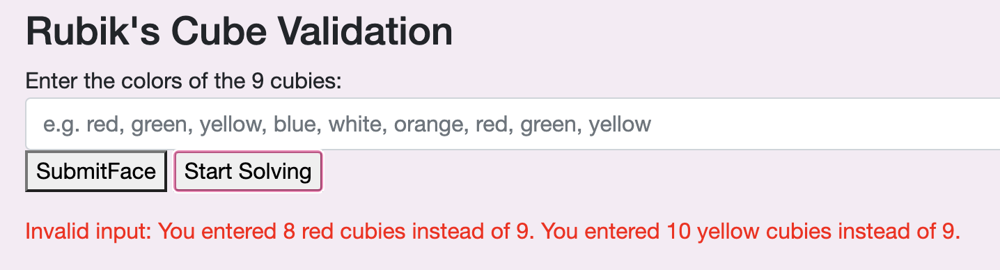 Rubik's Cube Validation
Enter the colors of the 9 cubies:
e.g. red, green, yellow, blue, white, orange, red, green, yellow
SubmitFace Start Solving
Invalid input: You entered 8 red cubies instead of 9. You entered 10 yellow cubies instead of 9.